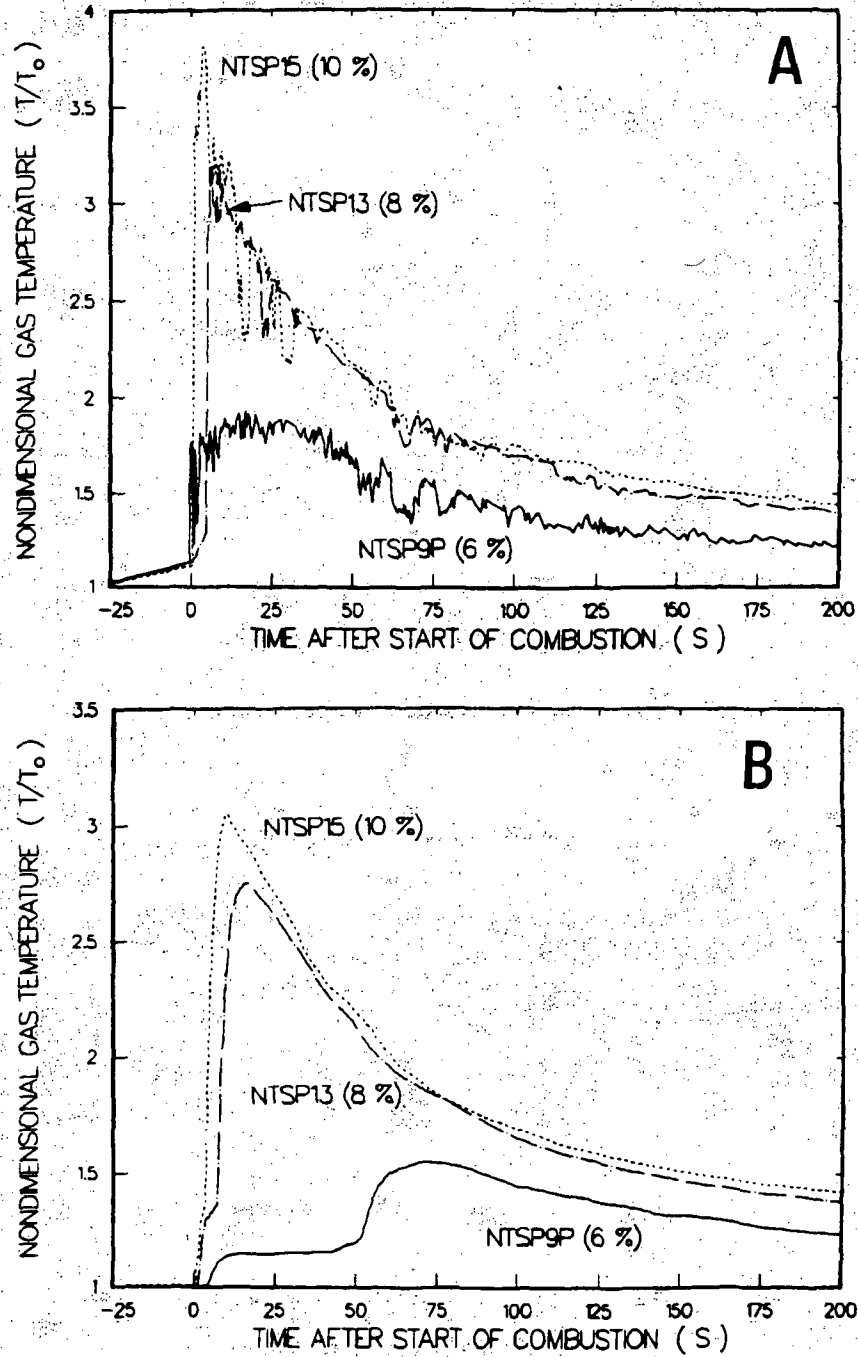 A
NONDIMENSIONAL GAS TEMPERATURE (T/To)
4
3.5
3
2.5
2
1.5
1
NTSP15 (10 %)
NTSP13 (8 %)
NTSP9P (6 %)
-25 0 25 50 75 100 125 150 175 200
TIME AFTER START OF COMBUSTION (S)
B
NONDIMENSIONAL GAS TEMPERATURE (T/To)
3.5
3
2.5
2
1.5
1
NTSP15 (10 %)
NTSP13 (8 %)
NTSP9P (6 %)
-25 0 25 50 75 100 125 150 175 200
TIME AFTER START OF COMBUSTION (S)